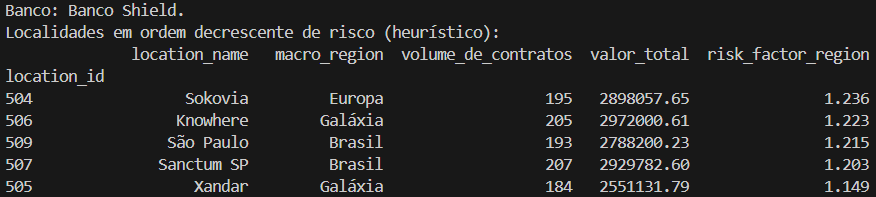 Banco: Banco Shield.
Localidades em ordem decrescente de risco (heurístico):
location_name macro_region volume_de_contratos valor_total risk_factor_region
location_id
504 Sokovia Europa 195 2898057.65 1.236
506 Knowhere Galáxia 205 2972000.61 1.223
509 São Paulo Brasil 193 2788200.23 1.215
507 Sanctum SP Brasil 207 2929782.60 1.203
505 Xandar Galáxia 184 2551131.79 1.149